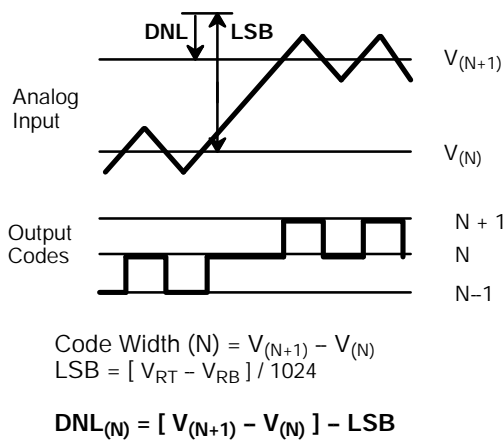 DNL LSB
V(N+1)
Analog
Input
V(N)
N + 1
Output
Codes
N
N–1
Code Width (N) = V(N+1) – V(N)
LSB = [ VRT – VRB ] / 1024
DNL(N) = [ V(N+1) – V(N) ] – LSB